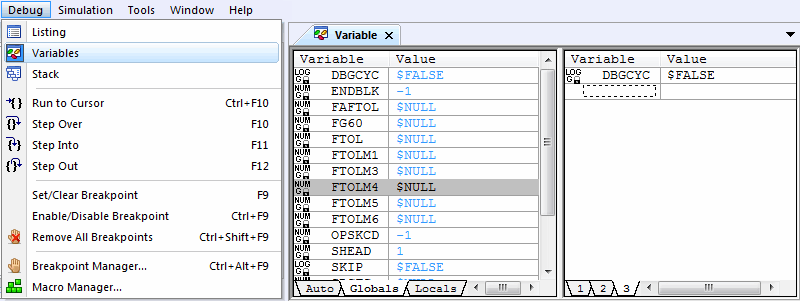 Debug Simulation Tools Window Help
Listing
Variables
Stack
Run to Cursor Ctrl+F10
Step Over F10
Step Into F11
Step Out F12
Set/Clear Breakpoint F9
Enable/Disable Breakpoint Ctrl+F9
Remove All Breakpoints Ctrl+Shift+F9
Breakpoint Manager... Ctrl+Alt+F9
Macro Manager...
Variable
Variable Value
LOG G DBGCYC $FALSE
NUM G ENDBLK -1
NUM G FAFTOL $NULL
NUM G FG60 $NULL
NUM G FTOL $NULL
NUM G FTOLM1 $NULL
NUM G FTOLM3 $NULL
NUM G FTOLM4 $NULL
NUM G FTOLM5 $NULL
NUM G FTOLM6 $NULL
NUM G OPSKCD -1
NUM G SHEAD 1
NUM G SKIP $FALSE
Auto Globals Locals
Variable Value
LOG G DBGCYC $FALSE
1 2 3